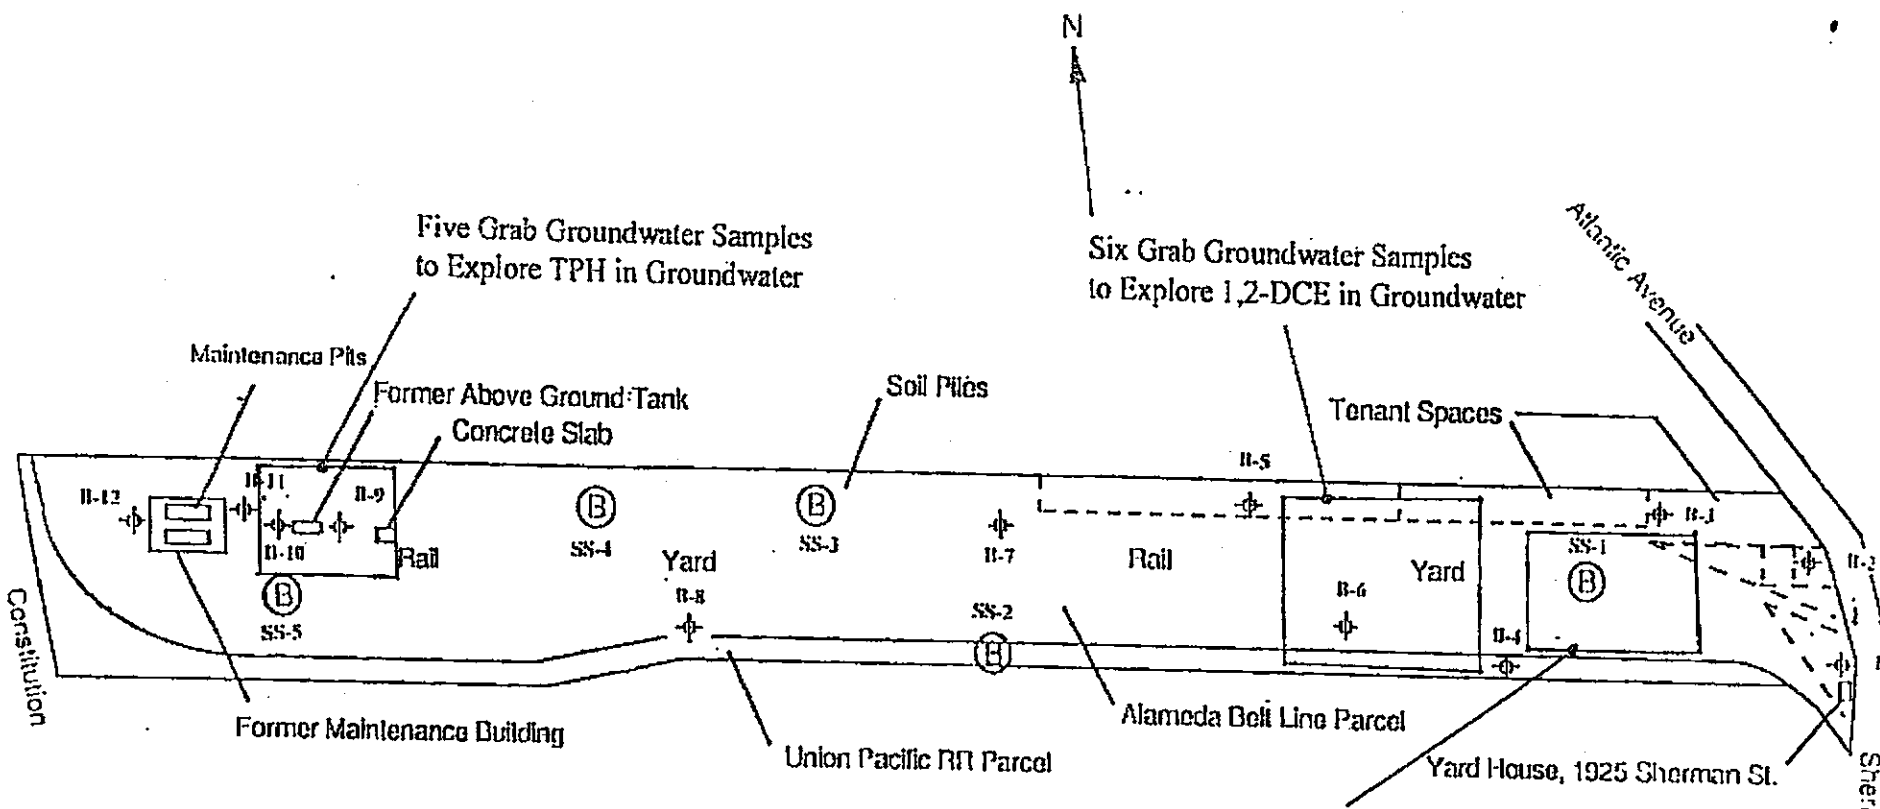 N
Atlantic Avenue
Five Grab Groundwater Samples
to Explore TPH in Groundwater
Six Grab Groundwater Samples
to Explore 1,2-DCE in Groundwater
Maintenance Pits
Former Above Ground Tank
Concrete Slab
Soil Piles
Tenant Spaces
B-12
B-11
B-9
B-10
B
SS-5
Rail
B
SS-4
Yard
B-8
B
SS-3
B-7
SS-2
B
Rail
B-5
B-6
Yard
B-4
SS-1
B
B-3
B-2
Constitution
Former Maintenance Building
Union Pacific RR Parcel
Alameda Belt Line Parcel
Yard House, 1925 Sherman St.
Sher